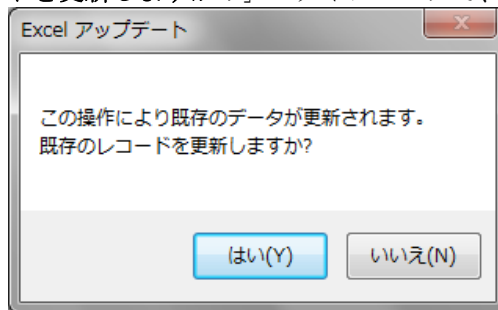 Excel アップデート
この操作により既存のデータが更新されます。
既存のレコードを更新しますか?
はい(Y)
いいえ(N)